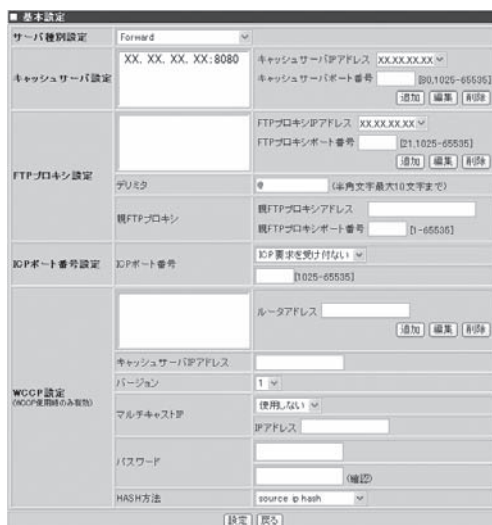 ■ 基本設定
サーバ種別設定 Forward
キャッシュサーバ設定 XX. XX. XX. XX:8080 キャッシュサーバIPアドレス XX.XX.XX.XX
キャッシュサーバポート番号 [80,1025-65535]
追加 編集 削除
FTPプロキシ設定 FTPプロキシIPアドレス XX.XX.XX.XX
FTPプロキシポート番号 [21,1025-65535]
追加 編集 削除
デリミタ @ (半角文字最大10文字まで)
親FTPプロキシ 親FTPプロキシアドレス
親FTPプロキシポート番号 [1-65535]
ICPポート番号設定 ICPポート番号 ICP要求を受け付ない
[1025-65535]
WCCP設定
(WCCP使用時のみ有効)
ルータアドレス
追加 編集 削除
キャッシュサーバIPアドレス
バージョン 1
マルチキャストIP 使用しない
IPアドレス
パスワード
(確認)
HASH方法 source ip hash
設定 戻る